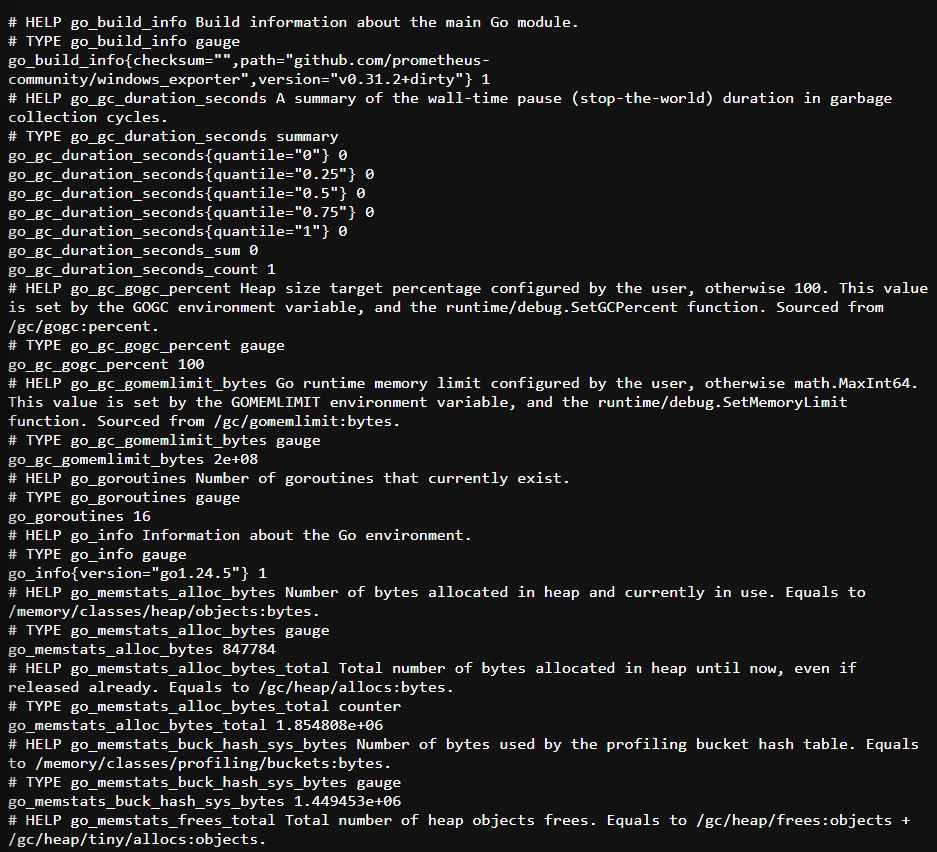 # HELP go_build_info Build information about the main Go module.
# TYPE go_build_info gauge
go_build_info{checksum="",path="github.com/prometheus-
community/windows_exporter",version="v0.31.2+dirty"} 1
# HELP go_gc_duration_seconds A summary of the wall-time pause (stop-the-world) duration in garbage
collection cycles.
# TYPE go_gc_duration_seconds summary
go_gc_duration_seconds{quantile="0"} 0
go_gc_duration_seconds{quantile="0.25"} 0
go_gc_duration_seconds{quantile="0.5"} 0
go_gc_duration_seconds{quantile="0.75"} 0
go_gc_duration_seconds{quantile="1"} 0
go_gc_duration_seconds_sum 0
go_gc_duration_seconds_count 1
# HELP go_gc_gogc_percent Heap size target percentage configured by the user, otherwise 100. This value
is set by the GOGC environment variable, and the runtime/debug.SetGCPercent function. Sourced from
/gc/gogc:percent.
# TYPE go_gc_gogc_percent gauge
go_gc_gogc_percent 100
# HELP go_gc_gomemlimit_bytes Go runtime memory limit configured by the user, otherwise math.MaxInt64.
This value is set by the GOMEMLIMIT environment variable, and the runtime/debug.SetMemoryLimit
function. Sourced from /gc/gomemlimit:bytes.
# TYPE go_gc_gomemlimit_bytes gauge
go_gc_gomemlimit_bytes 2e+08
# HELP go_goroutines Number of goroutines that currently exist.
# TYPE go_goroutines gauge
go_goroutines 16
# HELP go_info Information about the Go environment.
# TYPE go_info gauge
go_info{version="go1.24.5"} 1
# HELP go_memstats_alloc_bytes Number of bytes allocated in heap and currently in use. Equals to
/memory/classes/heap/objects:bytes.
# TYPE go_memstats_alloc_bytes gauge
go_memstats_alloc_bytes 847784
# HELP go_memstats_alloc_bytes_total Total number of bytes allocated in heap until now, even if
released already. Equals to /gc/heap/allocs:bytes.
# TYPE go_memstats_alloc_bytes_total counter
go_memstats_alloc_bytes_total 1.854808e+06
# HELP go_memstats_buck_hash_sys_bytes Number of bytes used by the profiling bucket hash table. Equals
to /memory/classes/profiling/buckets:bytes.
# TYPE go_memstats_buck_hash_sys_bytes gauge
go_memstats_buck_hash_sys_bytes 1.449453e+06
# HELP go_memstats_frees_total Total number of heap objects frees. Equals to /gc/heap/frees:objects +
/gc/heap/tiny/allocs:objects.